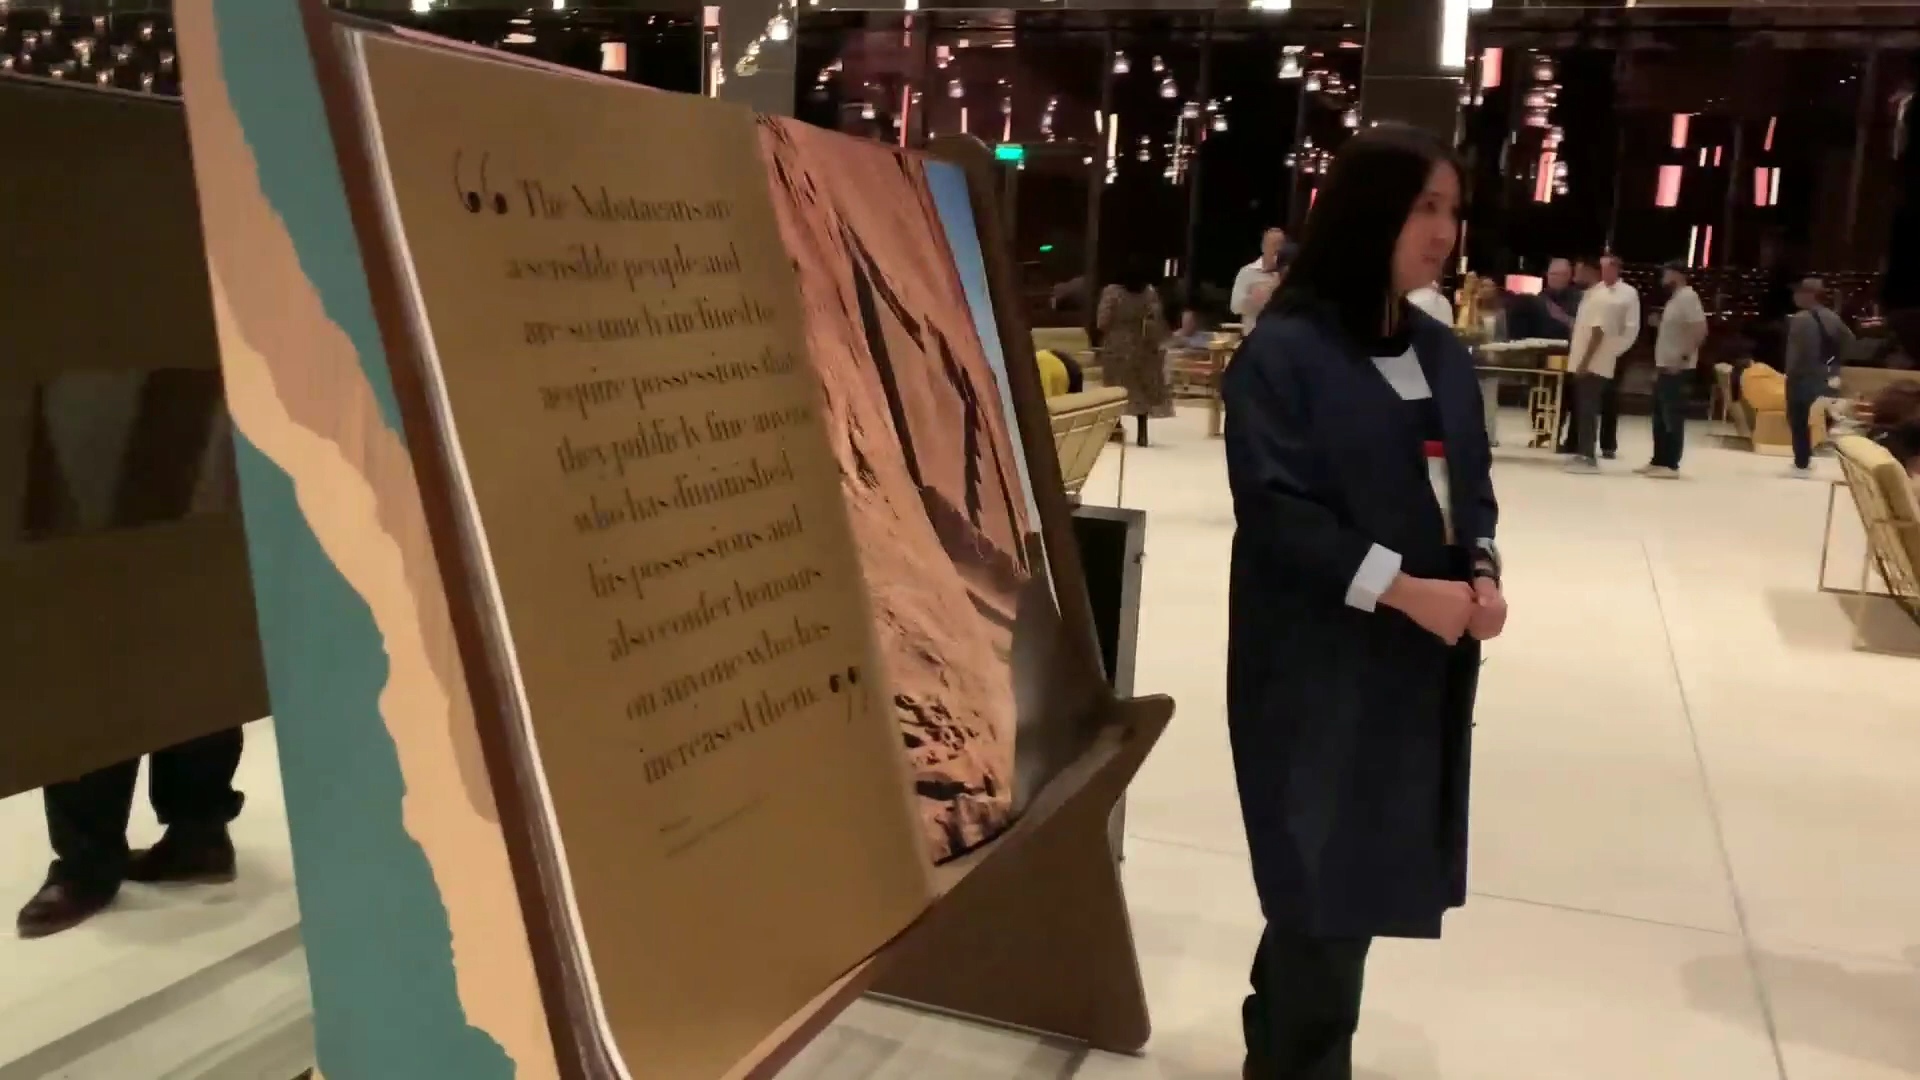 “ The Nabataeans are
a sensible people and
are so much inclined to
acquire possessions that
they publicly fine anyone
who has diminished
his possessions and
also confer honours
on anyone who has
increased them. ”